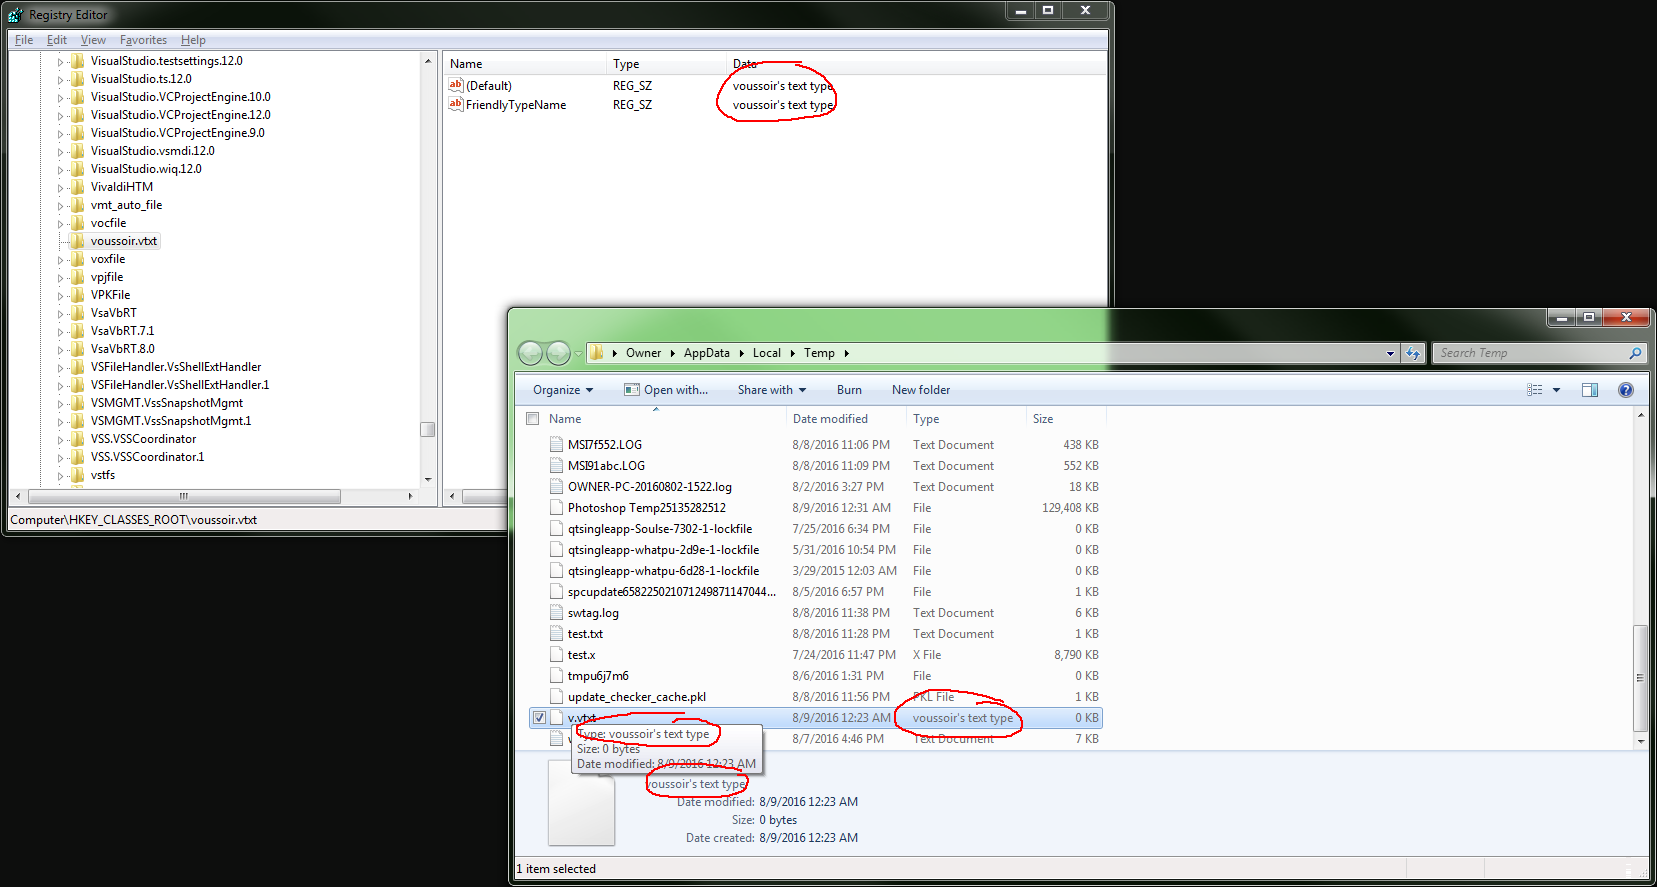 Registry Editor
File Edit View Favorites Help
VisualStudio.testsettings.12.0
VisualStudio.ts.12.0
VisualStudio.VCProjectEngine.10.0
VisualStudio.VCProjectEngine.12.0
VisualStudio.VCProjectEngine.9.0
VisualStudio.vsmdi.12.0
VisualStudio.wiq.12.0
VivaldiHTM
vmt_auto_file
vocfile
voussoir.vtxt
voxfile
vpjfile
VPKFile
VsaVbRT
VsaVbRT.7.1
VsaVbRT.8.0
VSFileHandler.VsShellExtHandler
VSFileHandler.VsShellExtHandler.1
VSMGMT.VssSnapshotMgmt
VSMGMT.VssSnapshotMgmt.1
VSS.VSSCoordinator
VSS.VSSCoordinator.1
vstfs
Name Type Data
ab (Default) REG_SZ voussoir's text type
ab FriendlyTypeName REG_SZ voussoir's text type
Computer\HKEY_CLASSES_ROOT\voussoir.vtxt
Owner AppData Local Temp
Search Temp
Organize Open with... Share with Burn New folder
Name Date modified Type Size
MSI7f552.LOG 8/8/2016 11:06 PM Text Document 438 KB
MSI91abc.LOG 8/8/2016 11:09 PM Text Document 552 KB
OWNER-PC-20160802-1522.log 8/2/2016 3:27 PM Text Document 18 KB
Photoshop Temp25135282512 8/9/2016 12:31 AM File 129,408 KB
qtsingleapp-Soulse-7302-1-lockfile 7/25/2016 6:34 PM File 0 KB
qtsingleapp-whatpu-2d9e-1-lockfile 5/31/2016 10:54 PM File 0 KB
qtsingleapp-whatpu-6d28-1-lockfile 3/29/2015 12:03 AM File 0 KB
spcupdate658225021071249871147044... 8/5/2016 6:57 PM File 1 KB
swtag.log 8/8/2016 11:38 PM Text Document 6 KB
test.txt 8/8/2016 11:28 PM Text Document 1 KB
test.x 7/24/2016 11:47 PM X File 8,790 KB
tmpu6j7m6 8/6/2016 1:31 PM File 0 KB
update_checker_cache.pkl 8/8/2016 11:56 PM PKL File 1 KB
v.vtxt 8/9/2016 12:23 AM voussoir's text type 0 KB
8/7/2016 4:46 PM Text Document 7 KB
Type: voussoir's text type
Size: 0 bytes
Date modified: 8/9/2016 12:23 AM
voussoir's text type
Date modified: 8/9/2016 12:23 AM
Size: 0 bytes
Date created: 8/9/2016 12:23 AM
1 item selected